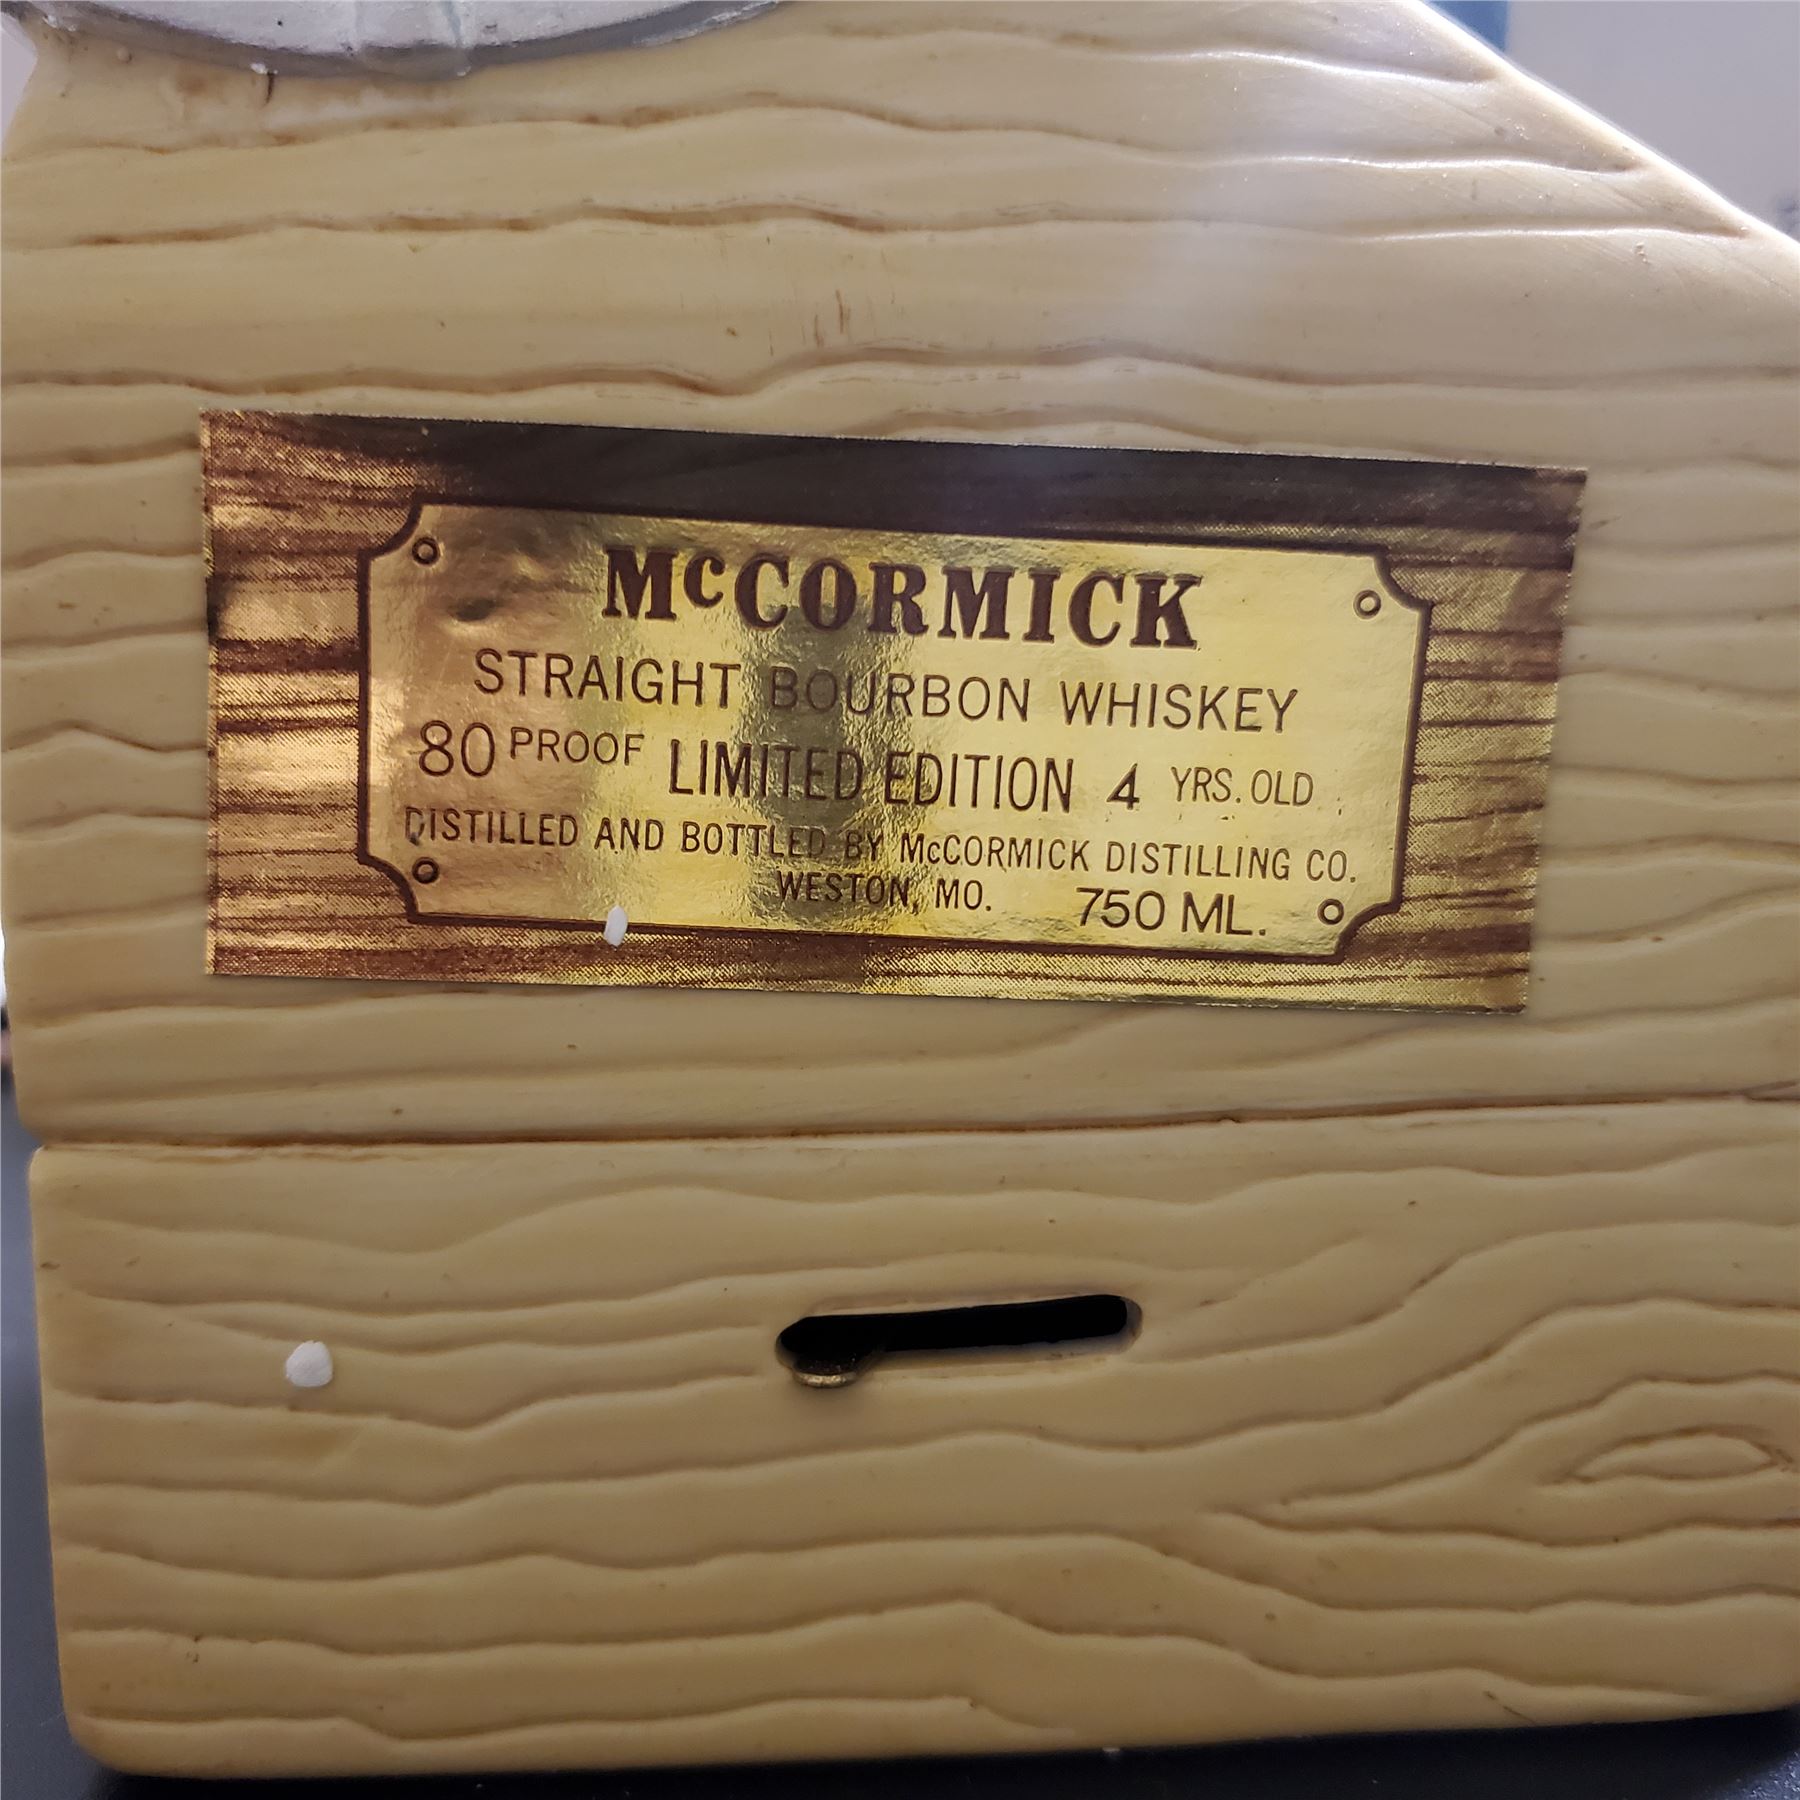 McCORMICK
STRAIGHT BOURBON WHISKEY
80 PROOF LIMITED EDITION 4 YRS. OLD
DISTILLED AND BOTTLED BY McCORMICK DISTILLING CO.
WESTON, MO. 750 ML.